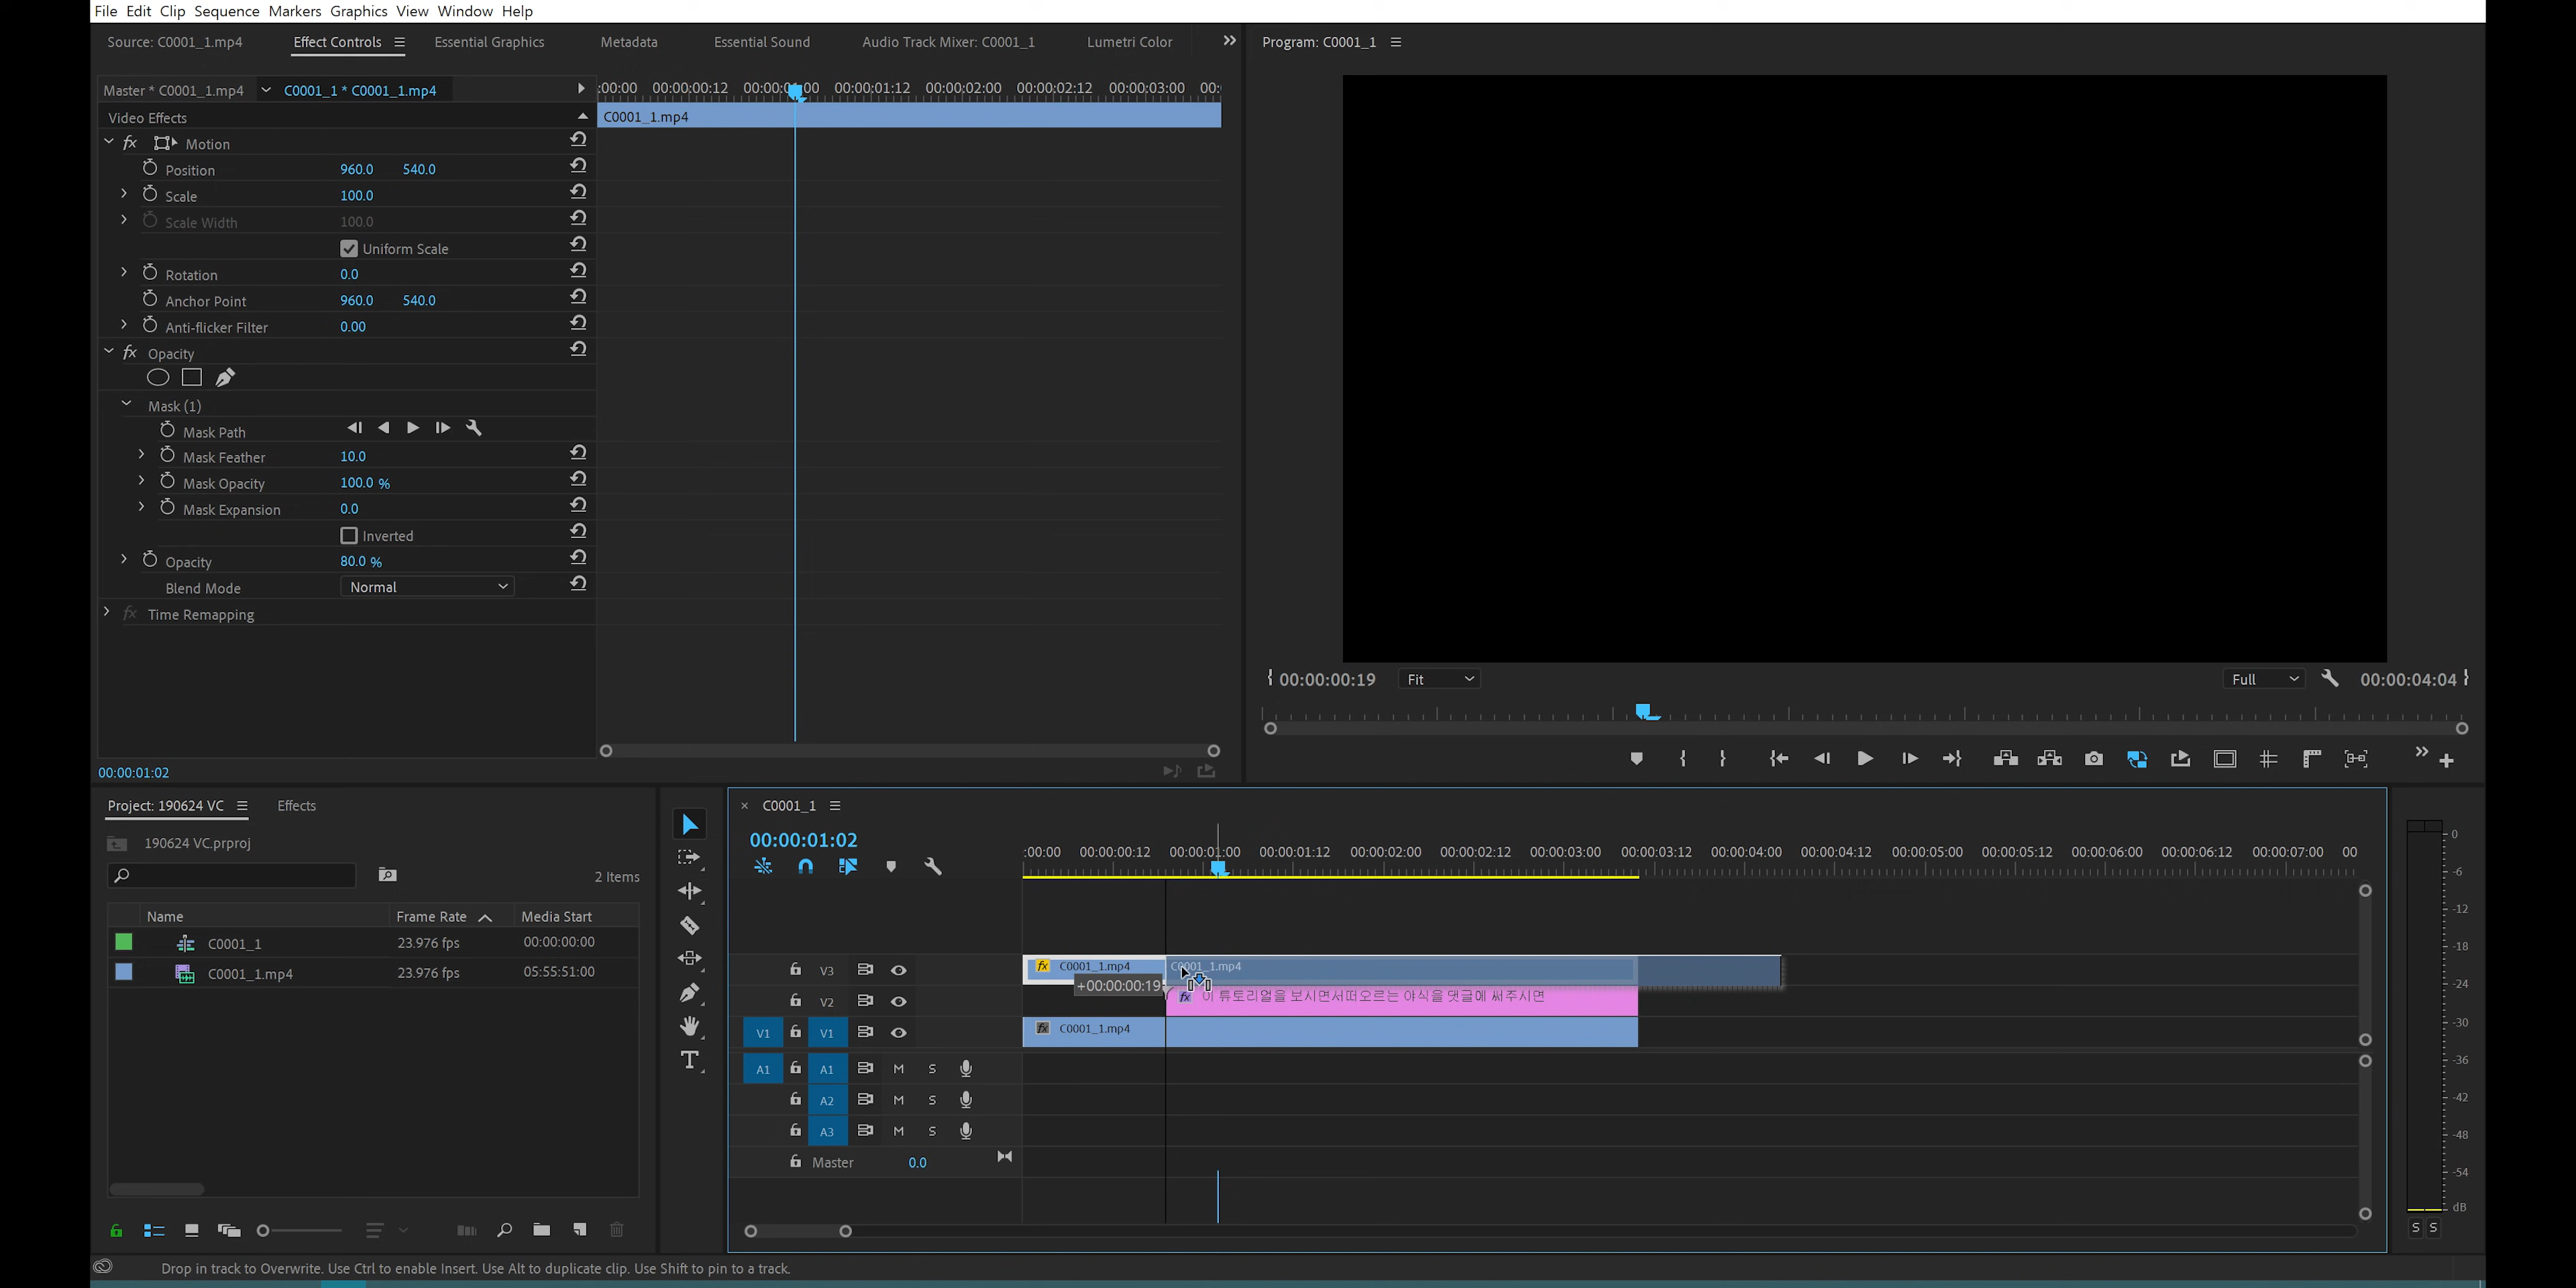 File Edit Clip Sequence Markers Graphics View Window Help
Source: C0001_1.mp4 Effect Controls Essential Graphics Metadata Essential Sound Audio Track Mixer: C0001_1 Lumetri Color
Program: C0001_1
Master * C0001_1.mp4 C0001_1 * C0001_1.mp4
:00:00 00:00:00:12 00:00:01:00 00:00:01:12 00:00:02:00 00:00:02:12 00:00:03:00 00:
Video Effects
C0001_1.mp4
fx Motion
Position 960.0 540.0
Scale 100.0
Scale Width 100.0
Uniform Scale
Rotation 0.0
Anchor Point 960.0 540.0
Anti-flicker Filter 0.00
fx Opacity
Mask (1)
Mask Path
Mask Feather 10.0
Mask Opacity 100.0 %
Mask Expansion 0.0
Inverted
Opacity 80.0 %
Blend Mode Normal
fx Time Remapping
00:00:01:02
00:00:00:19 Fit Full 00:00:04:04
Project: 190624 VC Effects
190624 VC.prproj
2 Items
Name Frame Rate Media Start
C0001_1 23.976 fps 00:00:00:00
C0001_1.mp4 23.976 fps 05:55:51:00
C0001_1
00:00:01:02
:00:00 00:00:00:12 00:00:01:00 00:00:01:12 00:00:02:00 00:00:02:12 00:00:03:00 00:00:03:12 00:00:04:00 00:00:04:12 00:00:05:00 00:00:05:12 00:00:06:00 00:00:06:12 00:00:07:00 00
V3 fx C0001_1.mp4 C0001_1.mp4
+00:00:00:19
V2 fx 이 튜토리얼을 보시면서떠오르는 야식을 댓글에 써주시면
V1 V1 fx C0001_1.mp4
A1 A1 M S
A2 M S
A3 M S
Master 0.0
0
-6
-12
-18
-24
-30
-36
-42
-48
-54
dB
S S
Drop in track to Overwrite. Use Ctrl to enable Insert. Use Alt to duplicate clip. Use Shift to pin to a track.